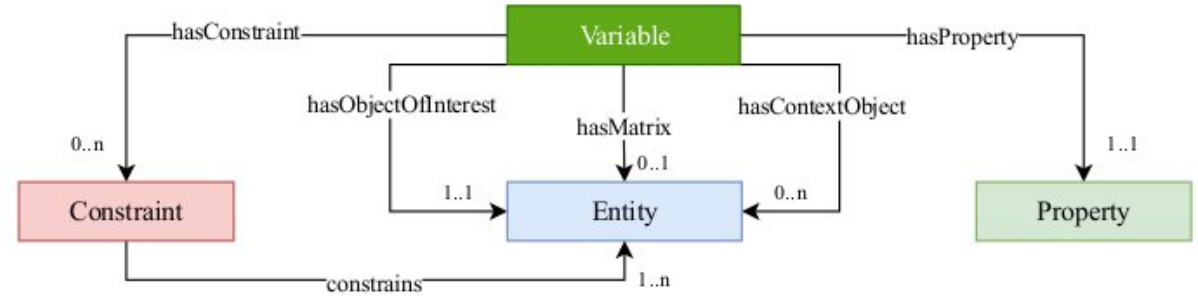 Variable
hasConstraint
hasProperty
hasObjectOfInterest
hasContextObject
hasMatrix
0..n
0..1
1..1
1..1
0..n
Constraint
Entity
Property
constrains
1..n